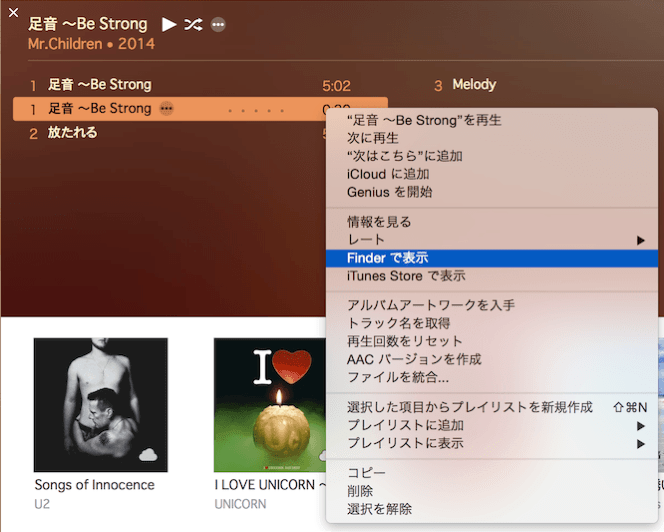 足音 〜Be Strong
Mr.Children • 2014
1 足音 〜Be Strong 5:02
3 Melody
1 足音 〜Be Strong
2 放たれる
“足音 〜Be Strong”を再生
次に再生
“次はこちら”に追加
iCloud に追加
Genius を開始
情報を見る
レート
Finder で表示
iTunes Store で表示
アルバムアートワークを入手
トラック名を取得
再生回数をリセット
AAC バージョンを作成
ファイルを統合...
選択した項目からプレイリストを新規作成 ⇧⌘N
プレイリストに追加
プレイリストに表示
コピー
削除
選択を解除
I
Songs of Innocence
U2
I LOVE UNICORN 〜
UNICORN